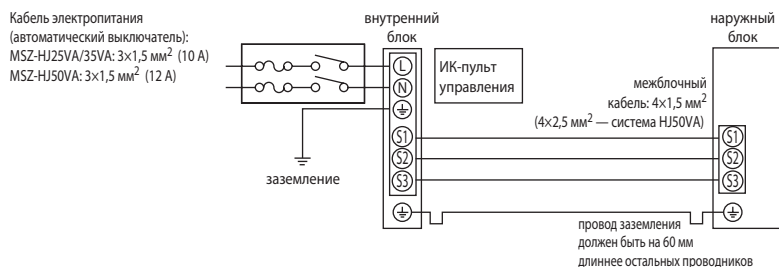 Кабель электропитания
(автоматический выключатель):
MSZ-HJ25VA/35VA: 3×1,5 мм² (10 А)
MSZ-HJ50VA: 3×1,5 мм² (12 А)
внутренний
блок
наружный
блок
L
N
S1
S2
S3
ИК-пульт
управления
межблочный
кабель: 4×1,5 мм²
(4×2,5 мм² — система HJ50VA)
S1
S2
S3
заземление
провод заземления
должен быть на 60 мм
длиннее остальных проводников